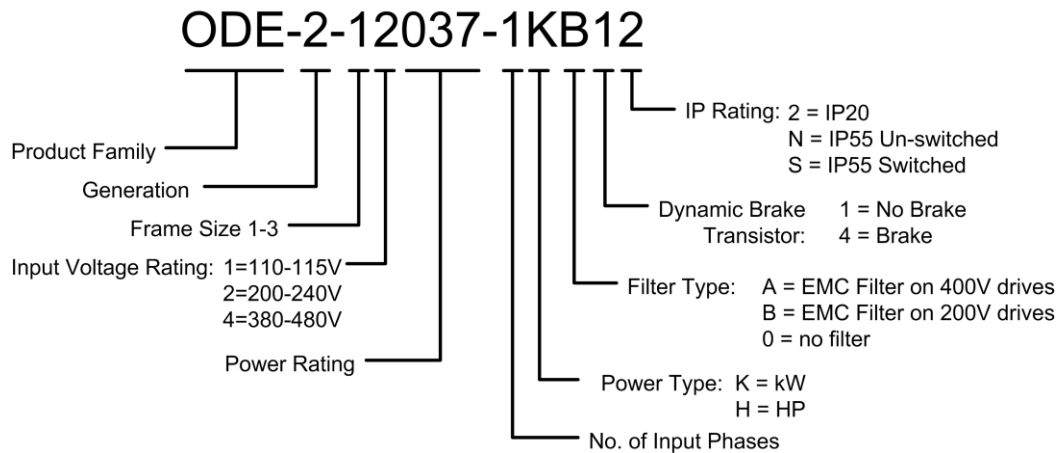 ODE-2-12037-1KB12
IP Rating: 2 = IP20
N = IP55 Un-switched
S = IP55 Switched
Product Family
Generation
Dynamic Brake 1 = No Brake
Transistor: 4 = Brake
Frame Size 1-3
Input Voltage Rating: 1=110-115V
2=200-240V
4=380-480V
Filter Type: A = EMC Filter on 400V drives
B = EMC Filter on 200V drives
0 = no filter
Power Rating
Power Type: K = kW
H = HP
No. of Input Phases